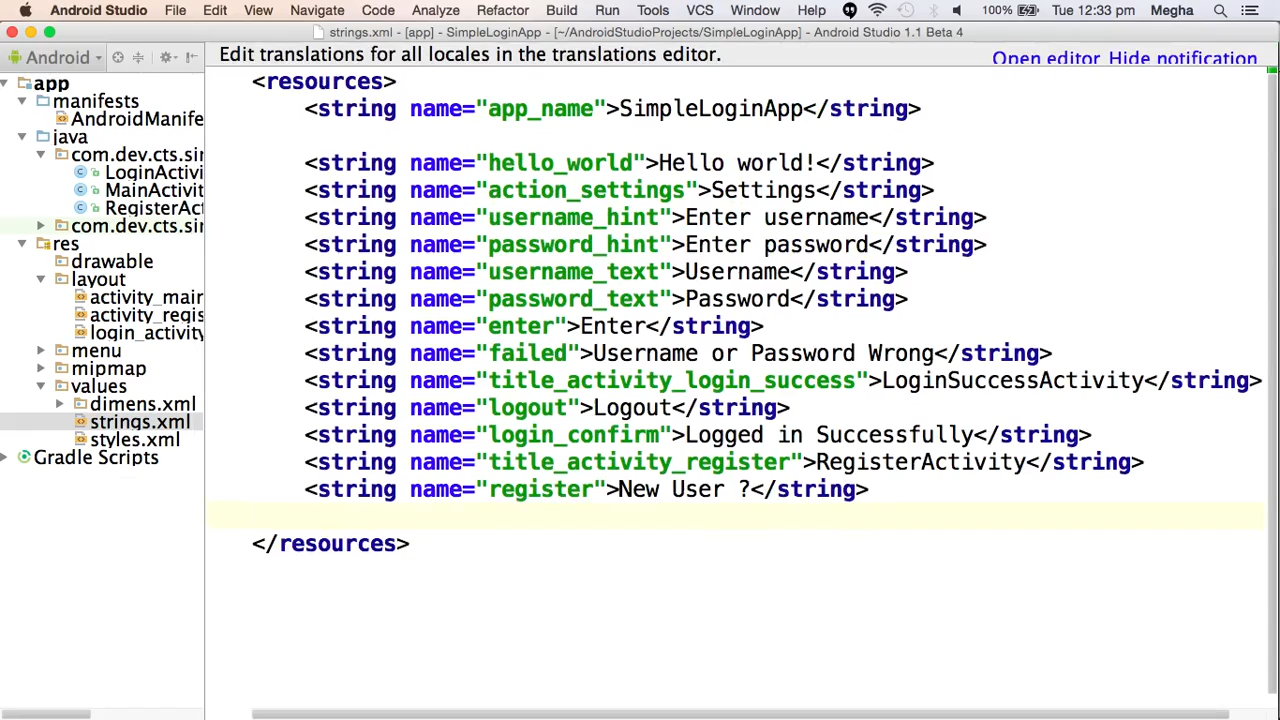 Android Studio File Edit View Navigate Code Analyze Refactor Build Run Tools VCS Window Help 100% Tue 12:33 pm Megha
strings.xml - [app] - SimpleLoginApp - [~/AndroidStudioProjects/SimpleLoginApp] - Android Studio 1.1 Beta 4
Android
Edit translations for all locales in the translations editor.
Open editor Hide notification
app
manifests
AndroidManife
java
com.dev.cts.sir
LoginActivi
MainActivit
RegisterAct
com.dev.cts.sir
res
drawable
layout
activity_mair
activity_regis
login_activity
menu
mipmap
values
dimens.xml
strings.xml
styles.xml
Gradle Scripts
<resources>
<string name="app_name">SimpleLoginApp</string>
<string name="hello_world">Hello world!</string>
<string name="action_settings">Settings</string>
<string name="username_hint">Enter username</string>
<string name="password_hint">Enter password</string>
<string name="username_text">Username</string>
<string name="password_text">Password</string>
<string name="enter">Enter</string>
<string name="failed">Username or Password Wrong</string>
<string name="title_activity_login_success">LoginSuccessActivity</string>
<string name="logout">Logout</string>
<string name="login_confirm">Logged in Successfully</string>
<string name="title_activity_register">RegisterActivity</string>
<string name="register">New User ?</string>
</resources>